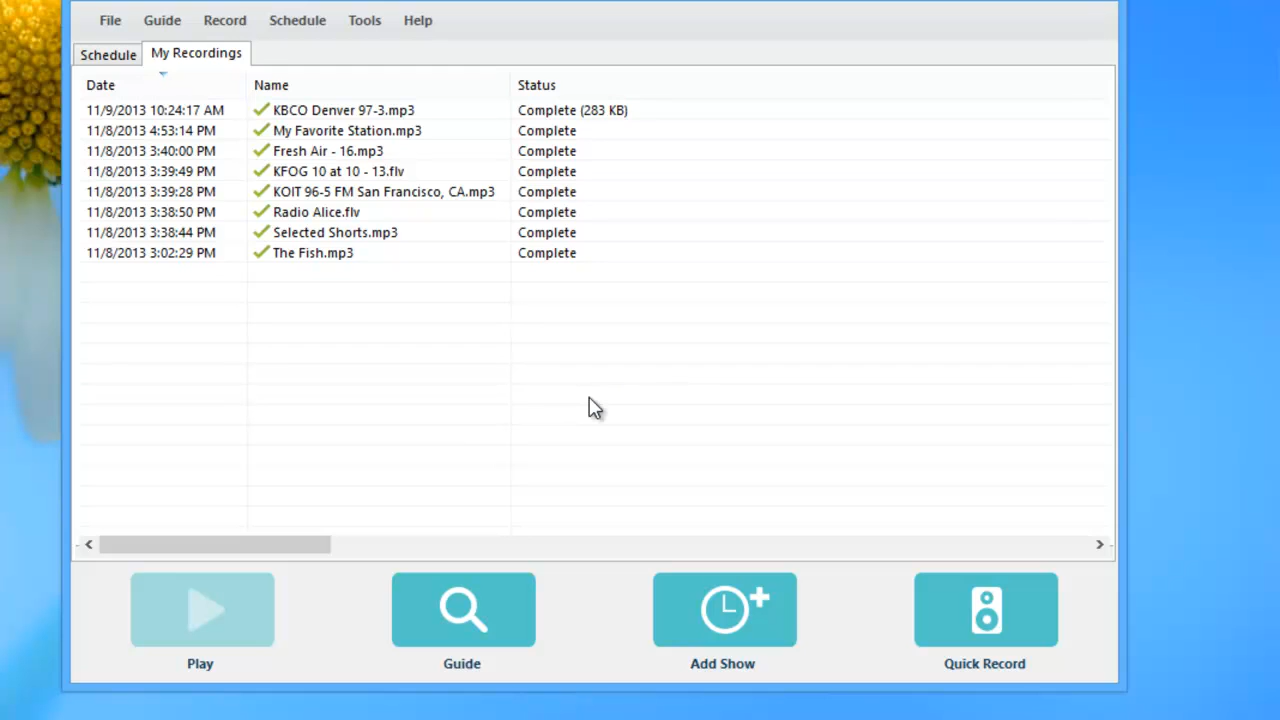 File Guide Record Schedule Tools Help
Schedule My Recordings
Date Name Status
11/9/2013 10:24:17 AM KBCO Denver 97-3.mp3 Complete (283 KB)
11/8/2013 4:53:14 PM My Favorite Station.mp3 Complete
11/8/2013 3:40:00 PM Fresh Air - 16.mp3 Complete
11/8/2013 3:39:49 PM KFOG 10 at 10 - 13.flv Complete
11/8/2013 3:39:28 PM KOIT 96-5 FM San Francisco, CA.mp3 Complete
11/8/2013 3:38:50 PM Radio Alice.flv Complete
11/8/2013 3:38:44 PM Selected Shorts.mp3 Complete
11/8/2013 3:02:29 PM The Fish.mp3 Complete
Play Guide Add Show Quick Record